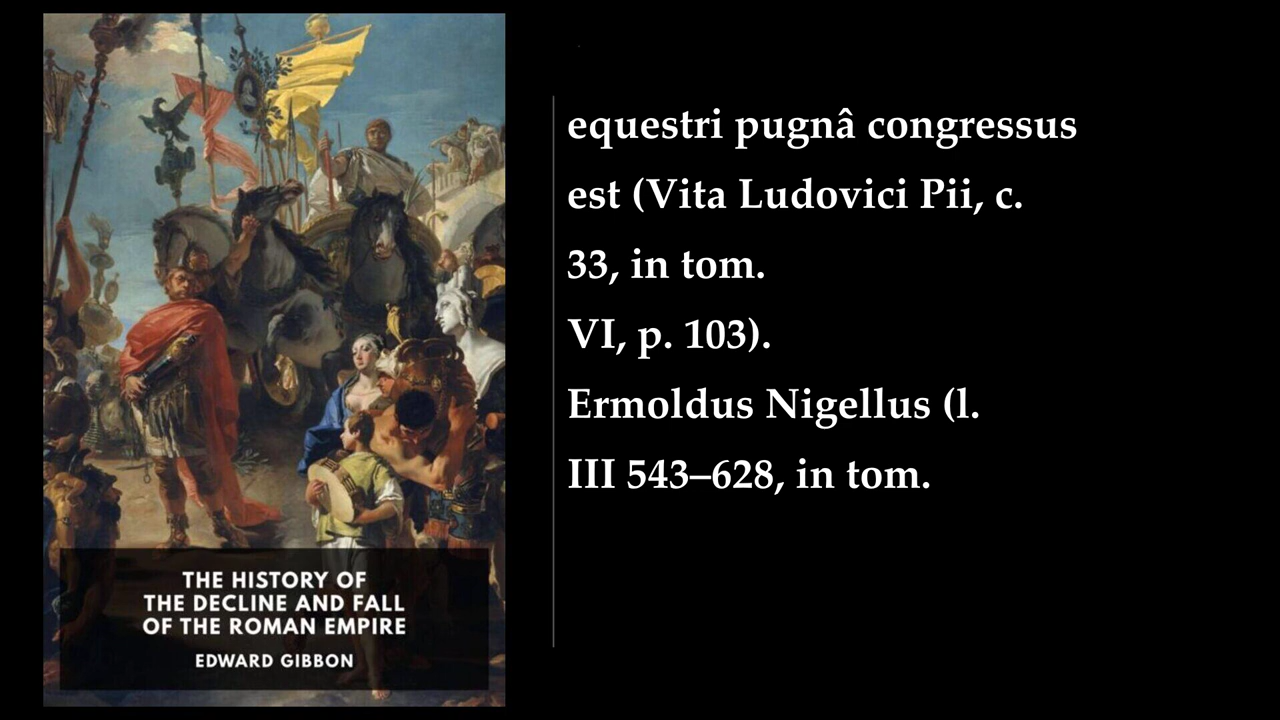 THE HISTORY OF
THE DECLINE AND FALL
OF THE ROMAN EMPIRE
EDWARD GIBBON
equestri pugnâ congressus
est (Vita Ludovici Pii, c.
33, in tom.
VI, p. 103).
Ermoldus Nigellus (l.
III 543–628, in tom.